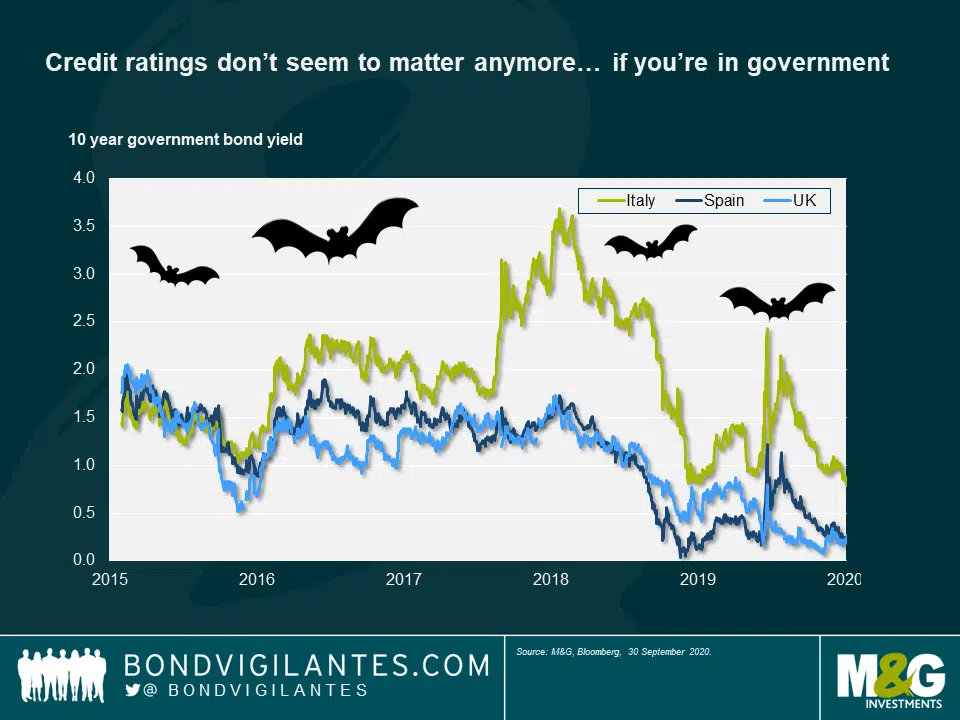 Credit ratings don’t seem to matter anymore… if you’re in government
10 year government bond yield
4.0
3.5
3.0
2.5
2.0
1.5
1.0
0.5
0.0
Italy Spain UK
2015 2016 2017 2018 2019 2020
BONDVIGILANTES.COM
@ BONDVIGILANTES
Source: M&G, Bloomberg, 30 September 2020.
M&G
INVESTMENTS